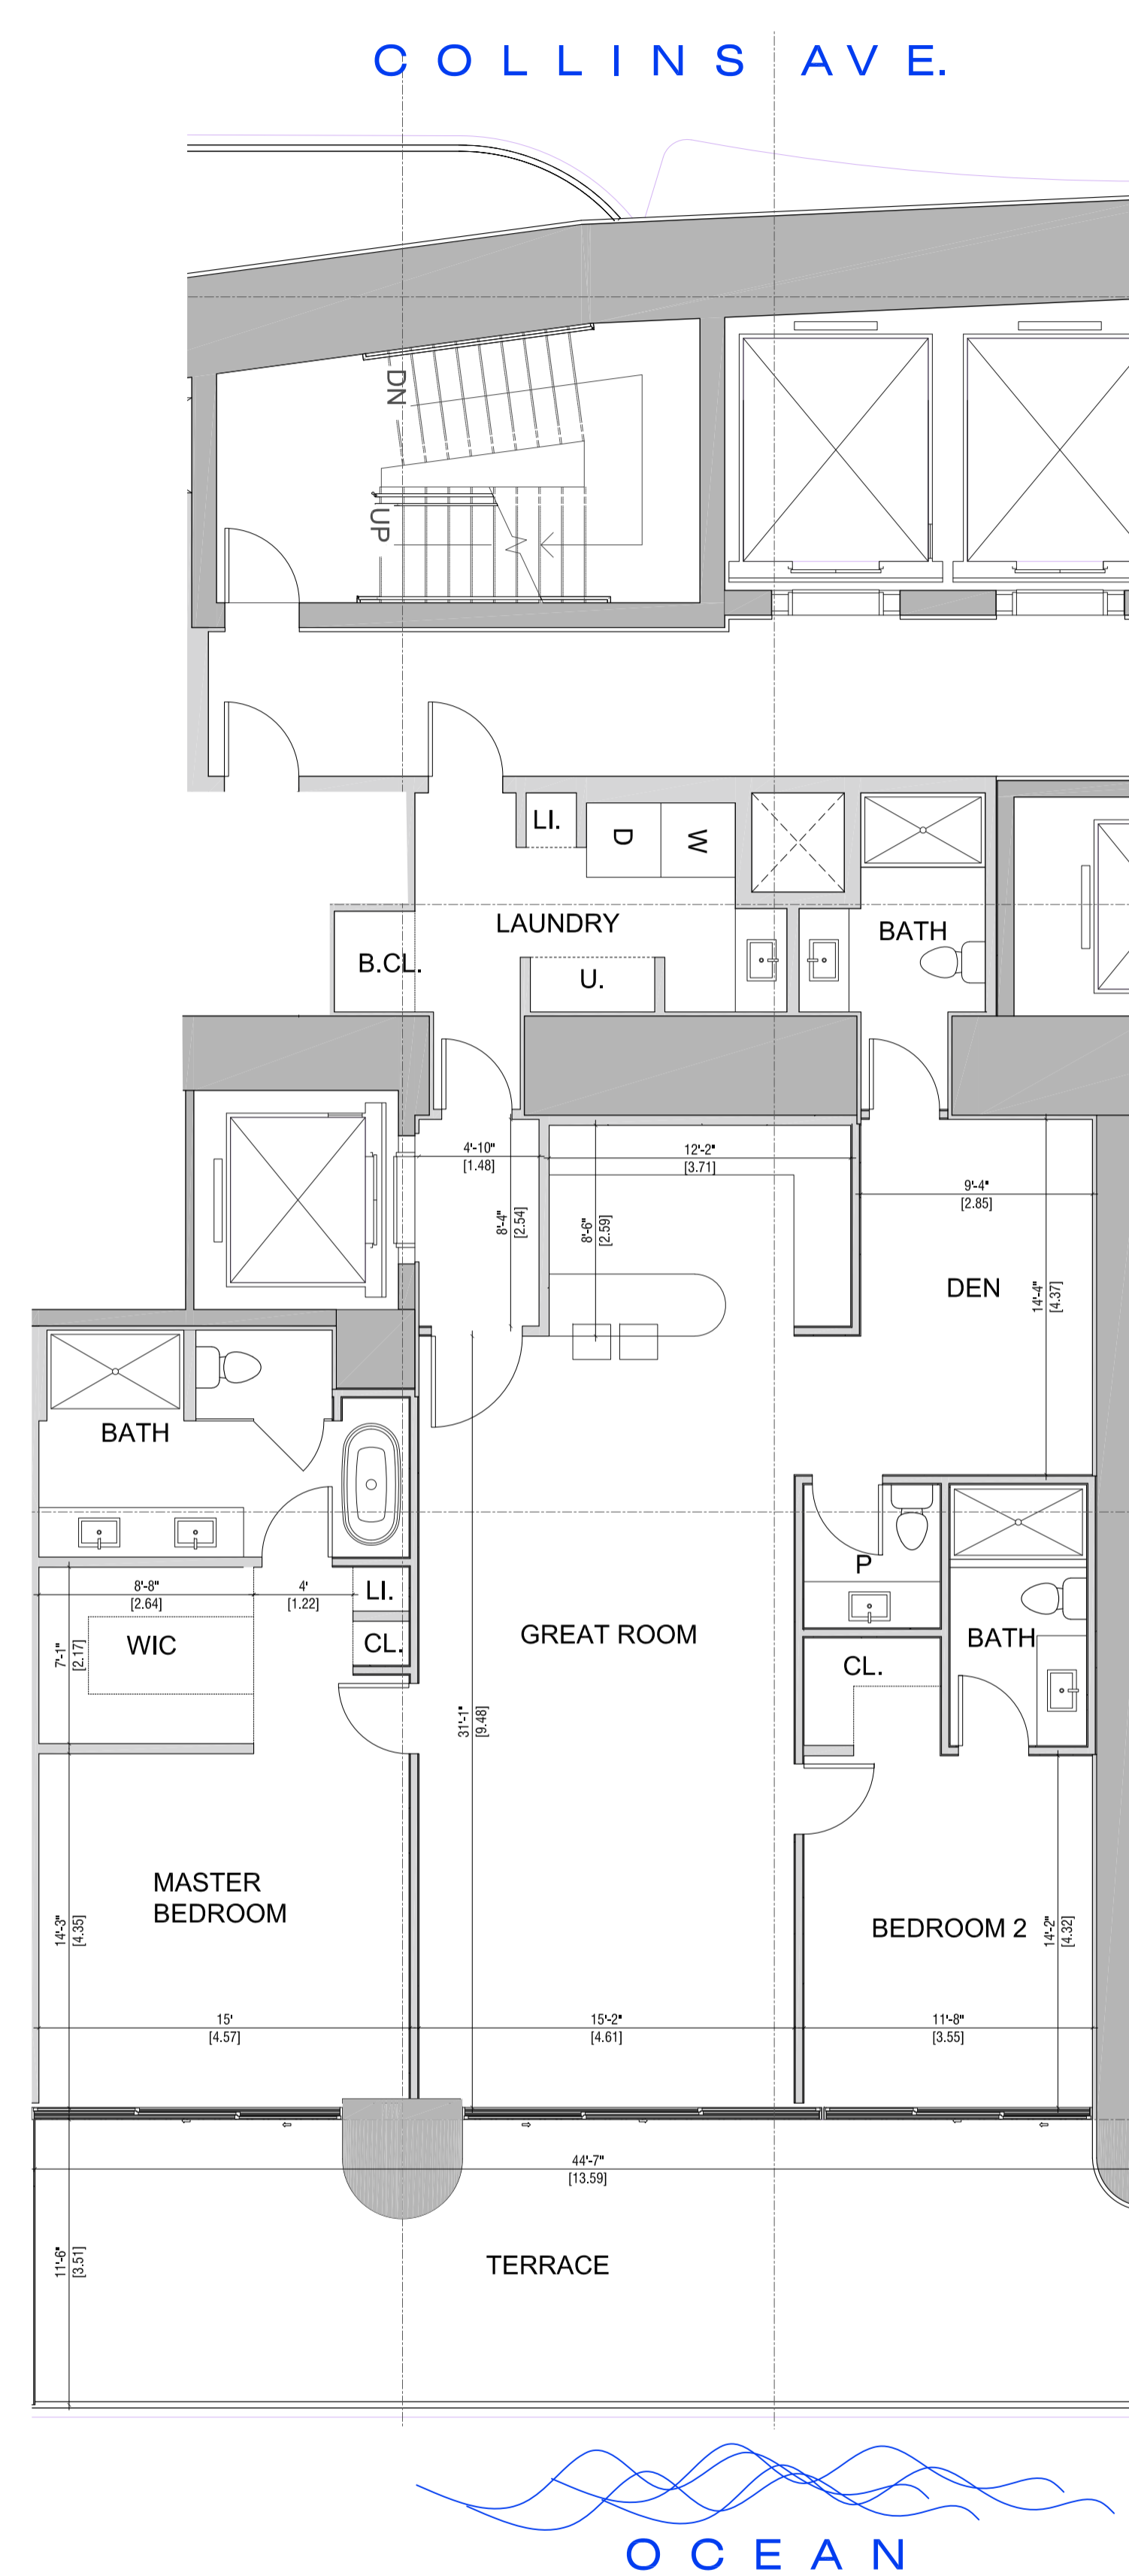 COLLINS AVE.
DN
UP
LI.
D
W
LAUNDRY
BATH
B.CL.
U.
4'-10"
[1.48]
12'-2"
[3.71]
9'-4"
[2.85]
8'-4"
[2.54]
8'-6"
[2.59]
DEN
14'-4"
[4.37]
BATH
P
8'-8"
[2.64]
4'
[1.22]
LI.
WIC
CL.
7'-1"
[2.17]
GREAT ROOM
BATH
CL.
31'-1"
[9.48]
MASTER
BEDROOM
14'-3"
[4.35]
BEDROOM 2
14'-2"
[4.32]
15'
[4.57]
15'-2"
[4.61]
11'-8"
[3.55]
44'-7"
[13.59]
11'-6"
[3.51]
TERRACE
OCEAN